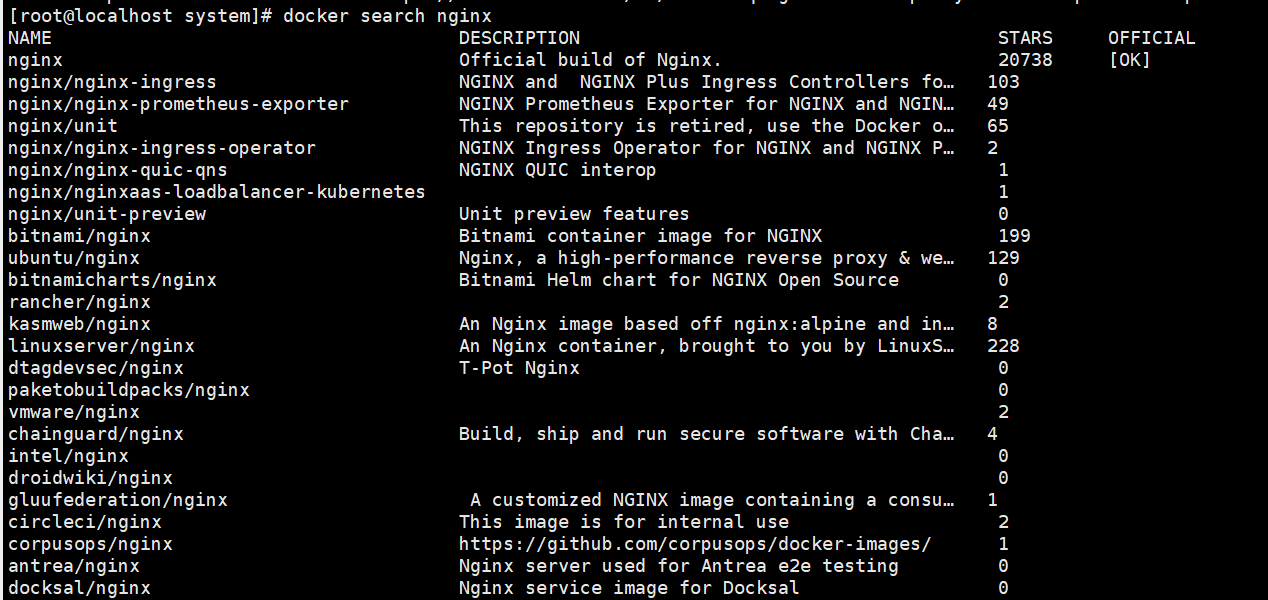 [root@localhost system]# docker search nginx
NAME DESCRIPTION STARS OFFICIAL
nginx Official build of Nginx. 20738 [OK]
nginx/nginx-ingress NGINX and  NGINX Plus Ingress Controllers fo… 103
nginx/nginx-prometheus-exporter NGINX Prometheus Exporter for NGINX and NGIN… 49
nginx/unit This repository is retired, use the Docker o… 65
nginx/nginx-ingress-operator NGINX Ingress Operator for NGINX and NGINX P… 2
nginx/nginx-quic-qns NGINX QUIC interop 1
nginx/nginxaas-loadbalancer-kubernetes 1
nginx/unit-preview Unit preview features 0
bitnami/nginx Bitnami container image for NGINX 199
ubuntu/nginx Nginx, a high-performance reverse proxy & we… 129
bitnamicharts/nginx Bitnami Helm chart for NGINX Open Source 0
rancher/nginx 2
kasmweb/nginx An Nginx image based off nginx:alpine and in… 8
linuxserver/nginx An Nginx container, brought to you by LinuxS… 228
dtagdevsec/nginx T-Pot Nginx 0
paketobuildpacks/nginx 0
vmware/nginx 2
chainguard/nginx Build, ship and run secure software with Cha… 4
intel/nginx 0
droidwiki/nginx 0
gluufederation/nginx A customized NGINX image containing a consu… 1
circleci/nginx This image is for internal use 2
corpusops/nginx https://github.com/corpusops/docker-images/ 1
antrea/nginx Nginx server used for Antrea e2e testing 0
docksal/nginx Nginx service image for Docksal 0